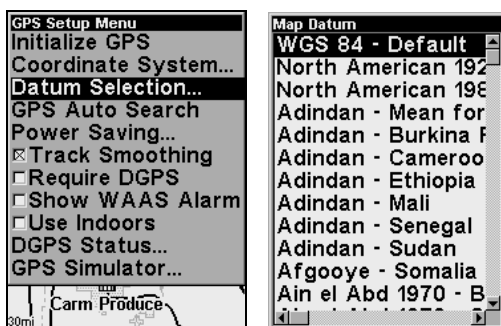 GPS Setup Menu
Initialize GPS
Coordinate System...
Datum Selection...
GPS Auto Search
Power Saving...
Track Smoothing
Require DGPS
Show WAAS Alarm
Use Indoors
DGPS Status...
GPS Simulator...
Carm Produce
30mi
Map Datum
WGS 84 - Default
North American 192
North American 198
Adindan - Mean for
Adindan - Burkina F
Adindan - Cameroo
Adindan - Ethiopia
Adindan - Mali
Adindan - Senegal
Adindan - Sudan
Afgooye - Somalia
Ain el Abd 1970 - B